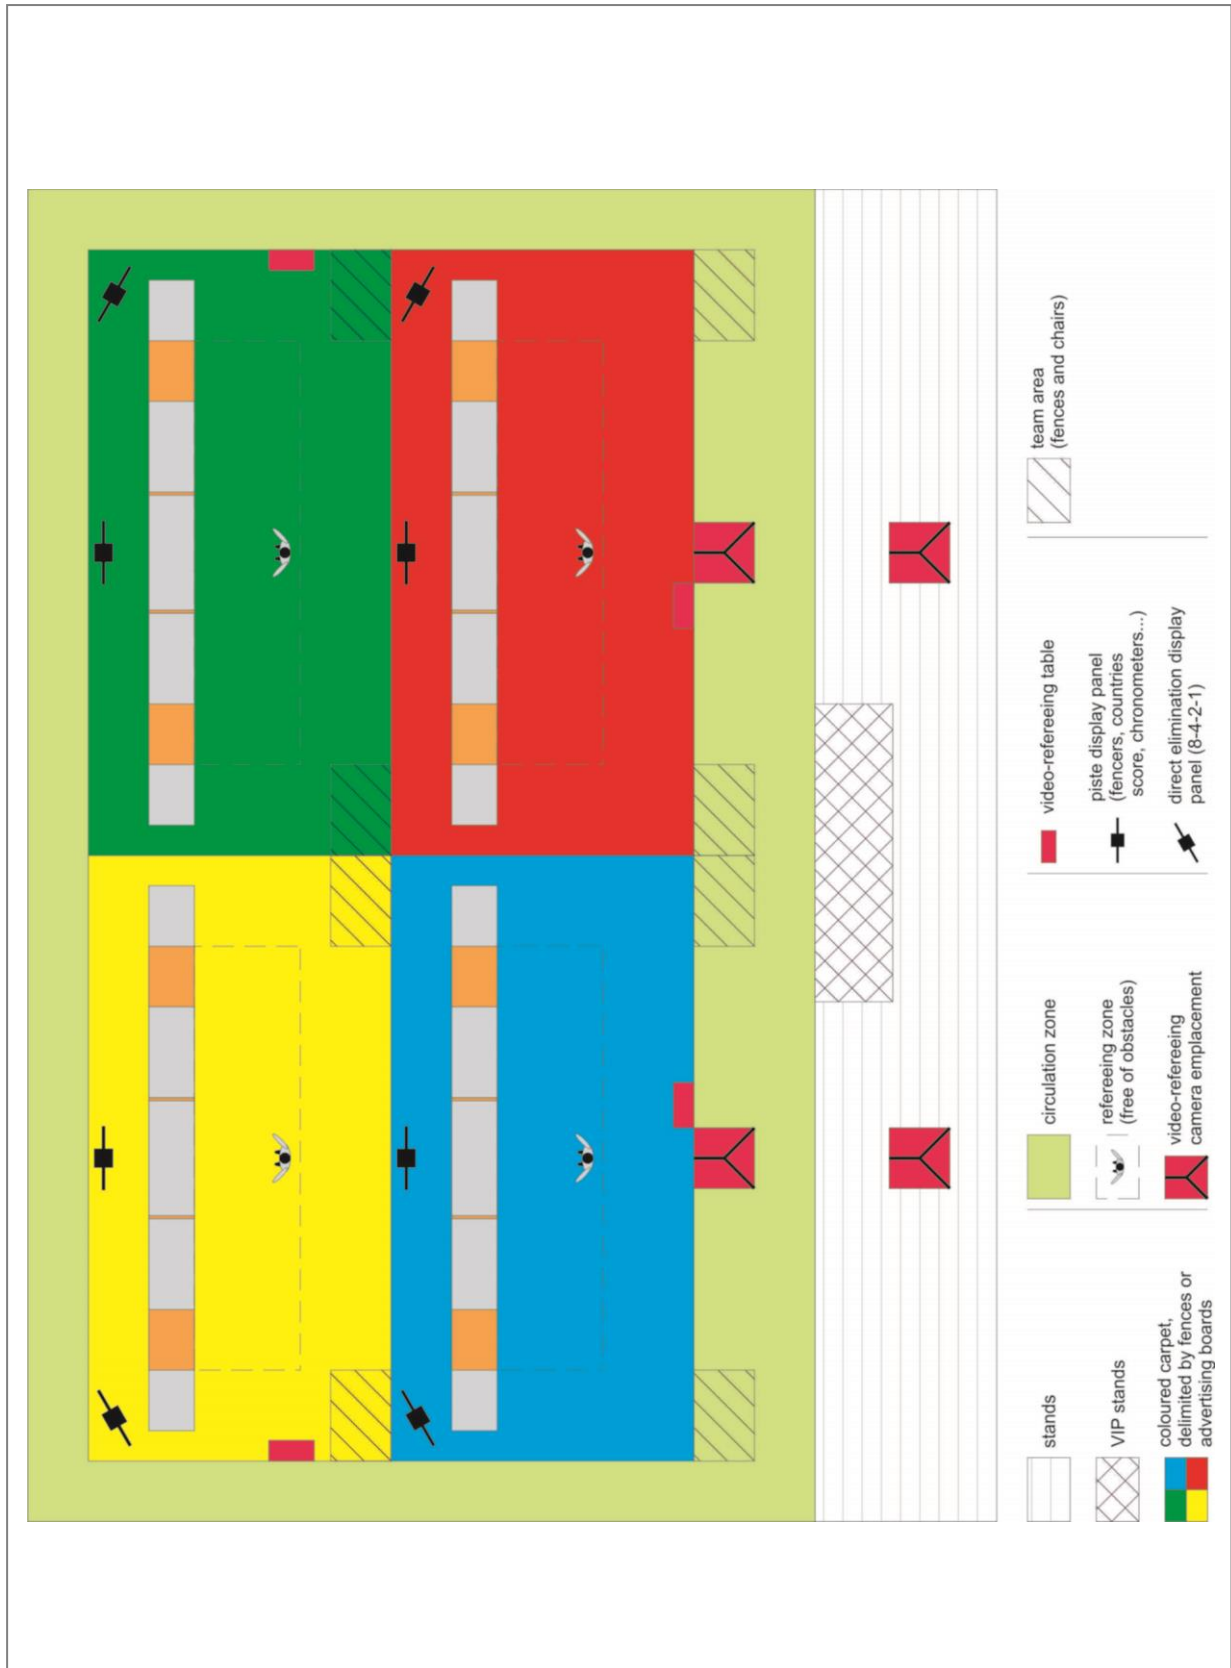 stands
VIP stands
coloured carpet,
delimited by fences or
advertising boards
circulation zone
refereeing zone
(free of obstacles)
video-refereeing
camera emplacement
video-refereeing table
piste display panel
(fencers, countries
score, chronometers...)
direct elimination display
panel (8-4-2-1)
team area
(fences and chairs)